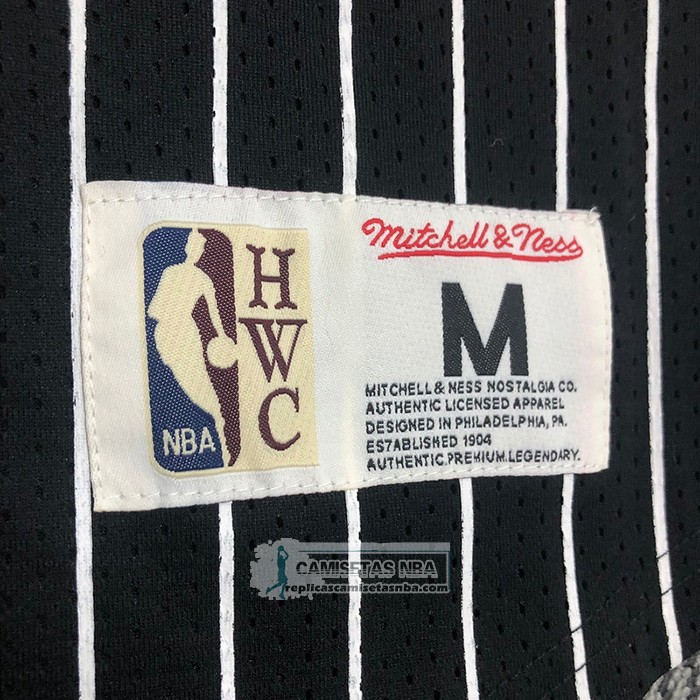 HWC
NBA
Mitchell & Ness
M
MITCHELL & NESS NOSTALGIA CO.
AUTHENTIC LICENSED APPAREL
DESIGNED IN PHILADELPHIA, PA.
ES7ABLISHED 1904
AUTHENTIC.PREMIUM.LEGENDARY.
CAMISETAS NBA
replicascamisetasnba.com